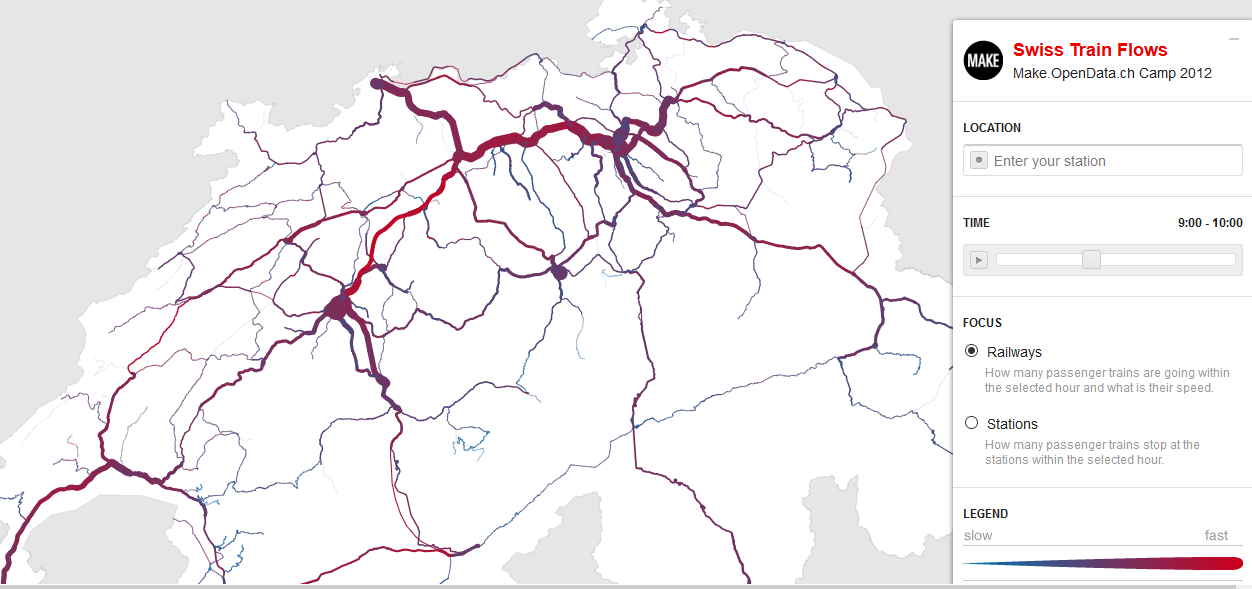 MAKE
Swiss Train Flows
Make.OpenData.ch Camp 2012
LOCATION
Enter your station
TIME 9:00 - 10:00
FOCUS
Railways
How many passenger trains are going within
the selected hour and what is their speed.
Stations
How many passenger trains stop at the
stations within the selected hour.
LEGEND
slow fast